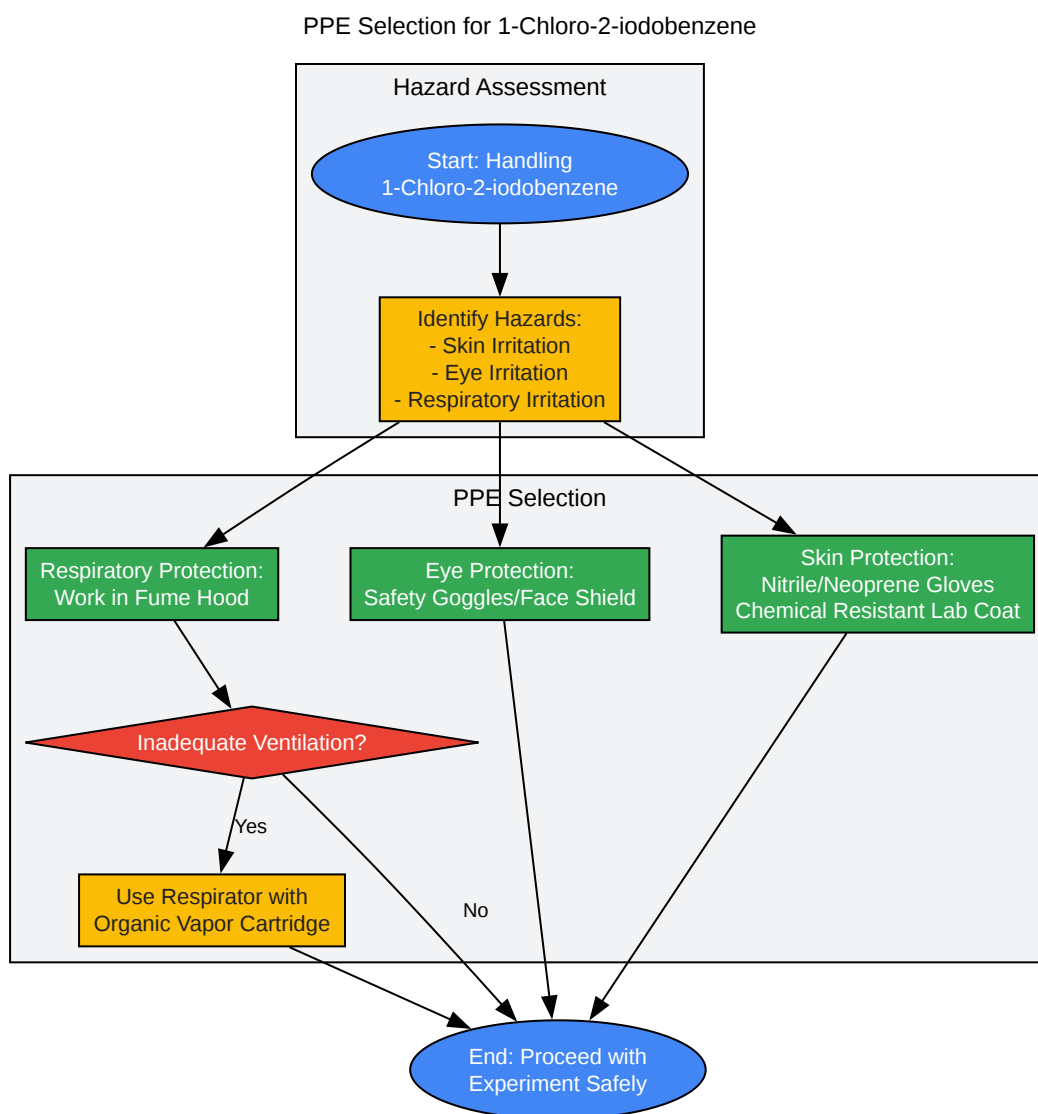 PPE Selection for 1-Chloro-2-iodobenzene
Hazard Assessment
Start: Handling
1-Chloro-2-iodobenzene
Identify Hazards:
- Skin Irritation
- Eye Irritation
- Respiratory Irritation
PPE Selection
Respiratory Protection:
Work in Fume Hood
Eye Protection:
Safety Goggles/Face Shield
Skin Protection:
Nitrile/Neoprene Gloves
Chemical Resistant Lab Coat
Inadequate Ventilation?
Yes
No
Use Respirator with
Organic Vapor Cartridge
End: Proceed with
Experiment Safely